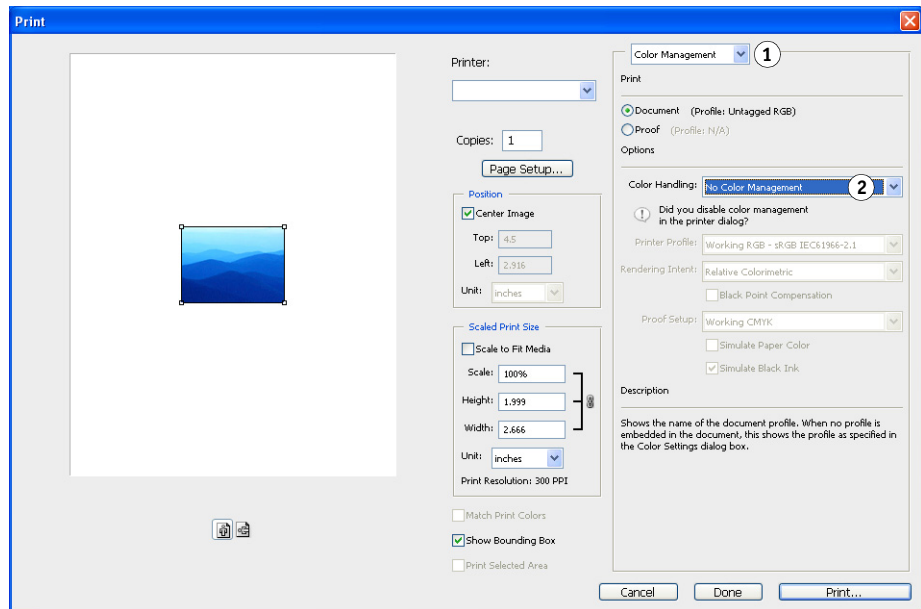 Print
Printer:
Copies: 1
Page Setup...
Position
Center Image
Top: 4.5
Left: 2.916
Unit: inches
Scaled Print Size
Scale to Fit Media
Scale: 100%
Height: 1.999
Width: 2.666
Unit: inches
Print Resolution: 300 PPI
Match Print Colors
Show Bounding Box
Print Selected Area
Color Management 1
Print
Document (Profile: Untagged RGB)
Proof (Profile: N/A)
Options
Color Handling: No Color Management 2
Did you disable color management
in the printer dialog?
Printer Profile: Working RGB - sRGB IEC61966-2.1
Rendering Intent: Relative Colorimetric
Black Point Compensation
Proof Setup: Working CMYK
Simulate Paper Color
Simulate Black Ink
Description
Shows the name of the document profile. When no profile is
embedded in the document, this shows the profile as specified in
the Color Settings dialog box.
Cancel Done Print...